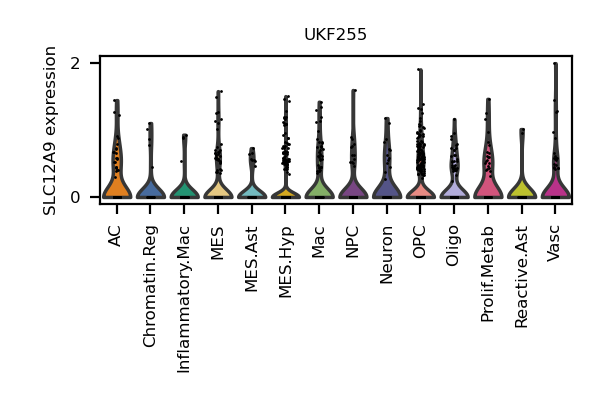 UKF255
SLC12A9 expression
2
0
AC
Chromatin.Reg
Inflammatory.Mac
MES
MES.Ast
MES.Hyp
Mac
NPC
Neuron
OPC
Oligo
Prolif.Metab
Reactive.Ast
Vasc